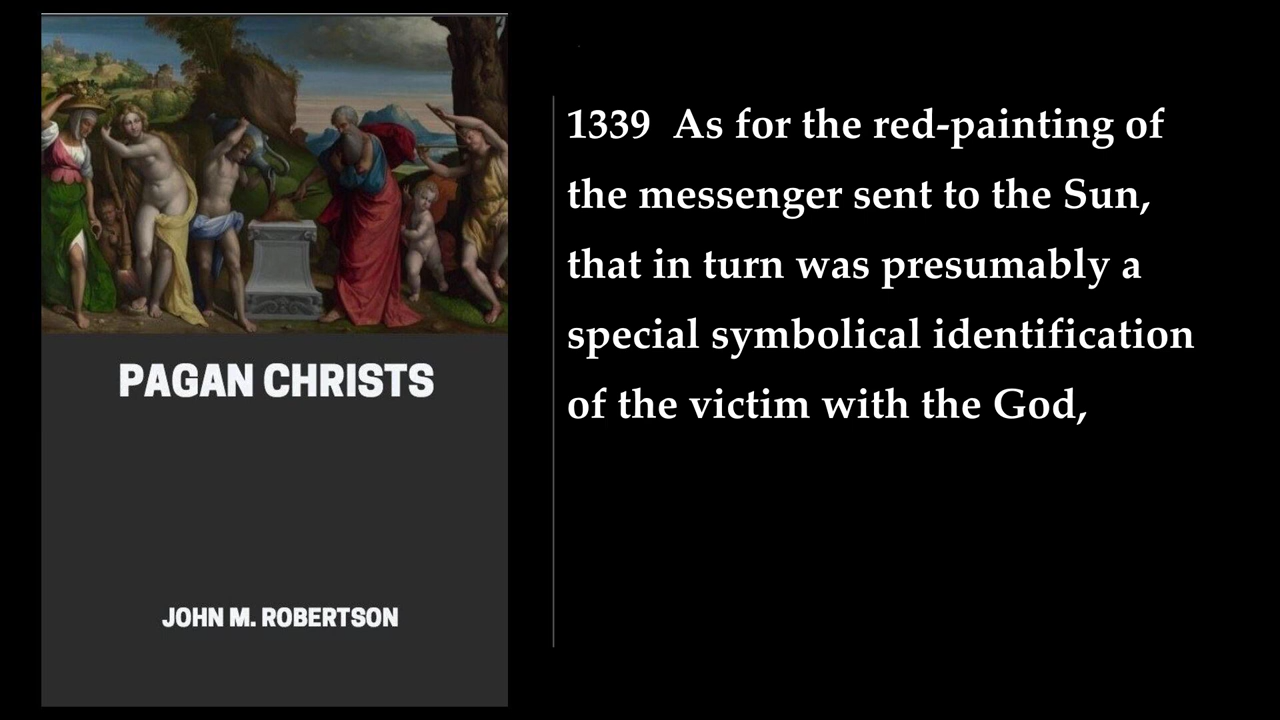 PAGAN CHRISTS
JOHN M. ROBERTSON
1339 As for the red-painting of
the messenger sent to the Sun,
that in turn was presumably a
special symbolical identification
of the victim with the God,